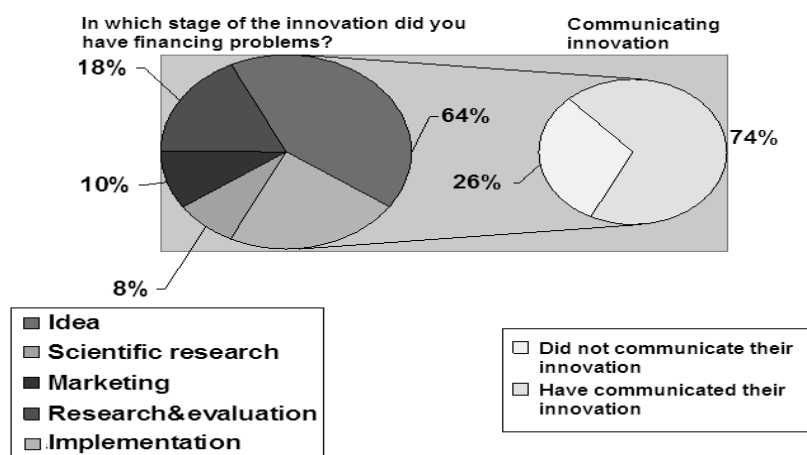 In which stage of the innovation did you
have financing problems?
Communicating
innovation
18%
64%
74%
10%
26%
8%
Idea
Scientific research
Marketing
Research&evaluation
Implementation
Did not communicate their
innovation
Have communicated their
innovation